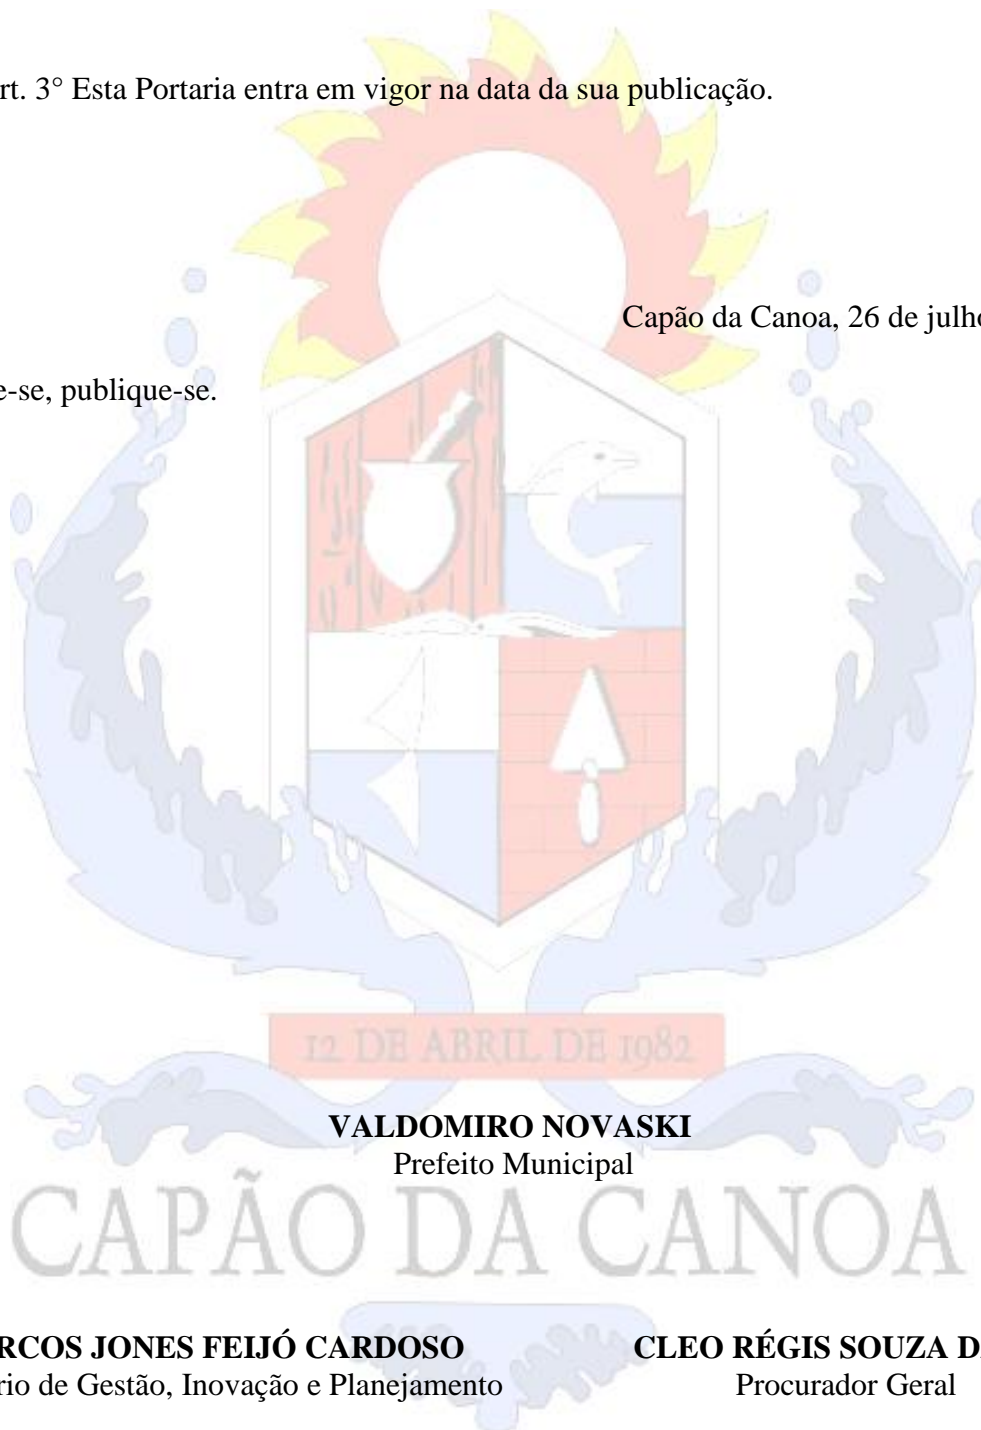 rt. 3° Esta Portaria entra em vigor na data da sua publicação.
Capão da Canoa, 26 de julho
e-se, publique-se.
12 DE ABRIL DE 1982
VALDOMIRO NOVASKI
Prefeito Municipal
CAPÃO DA CANOA
RCOS JONES FEIJÓ CARDOSO
CLEO RÉGIS SOUZA D
rio de Gestão, Inovação e Planejamento
Procurador Geral